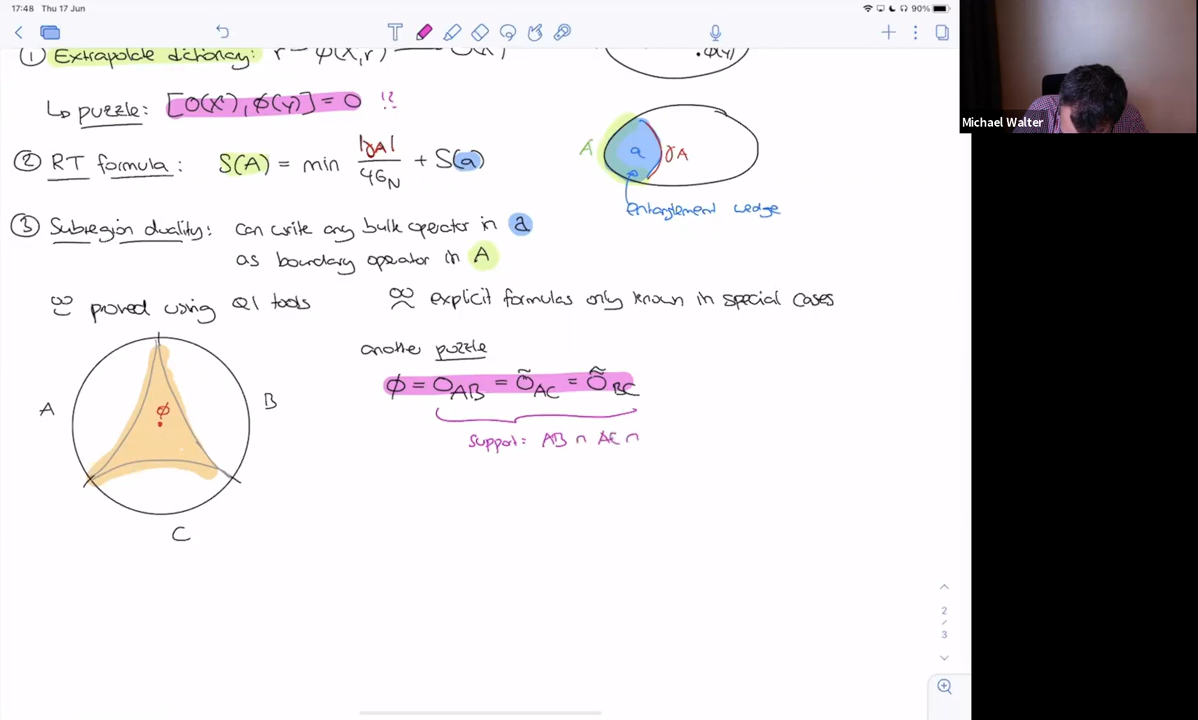 17:48 Thu 17 Jun
90%
① Extrapolate dictionary: r
.φ(Y)
↳ puzzle: [O(X), φ(Y)] = 0 !?
② RT formula: S(A) = min |γA| / 4G_N + S(a)
A
a
γA
entanglement wedge
③ Subregion duality: can write any bulk operator in a
as boundary operator in A
proved using QI tools
explicit formulas only known in special cases
another puzzle
φ = O_AB = Õ_AC = Õ̃_BC
support: AB ∩ AC ∩
A
B
φ
C
Michael Walter
2
/
3